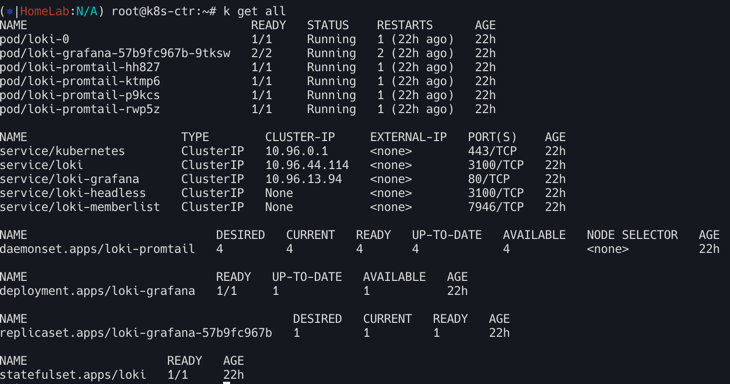 (⎈|HomeLab:N/A) root@k8s-ctr:~# k get all
NAME READY STATUS RESTARTS AGE
pod/loki-0 1/1 Running 1 (22h ago) 22h
pod/loki-grafana-57b9fc967b-9tksw 2/2 Running 2 (22h ago) 22h
pod/loki-promtail-hh827 1/1 Running 1 (22h ago) 22h
pod/loki-promtail-ktmp6 1/1 Running 1 (22h ago) 22h
pod/loki-promtail-p9kcs 1/1 Running 1 (22h ago) 22h
pod/loki-promtail-rwp5z 1/1 Running 1 (22h ago) 22h
NAME TYPE CLUSTER-IP EXTERNAL-IP PORT(S) AGE
service/kubernetes ClusterIP 10.96.0.1 <none> 443/TCP 22h
service/loki ClusterIP 10.96.44.114 <none> 3100/TCP 22h
service/loki-grafana ClusterIP 10.96.13.94 <none> 80/TCP 22h
service/loki-headless ClusterIP None <none> 3100/TCP 22h
service/loki-memberlist ClusterIP None <none> 7946/TCP 22h
NAME DESIRED CURRENT READY UP-TO-DATE AVAILABLE NODE SELECTOR AGE
daemonset.apps/loki-promtail 4 4 4 4 4 <none> 22h
NAME READY UP-TO-DATE AVAILABLE AGE
deployment.apps/loki-grafana 1/1 1 1 22h
NAME DESIRED CURRENT READY AGE
replicaset.apps/loki-grafana-57b9fc967b 1 1 1 22h
NAME READY AGE
statefulset.apps/loki 1/1 22h